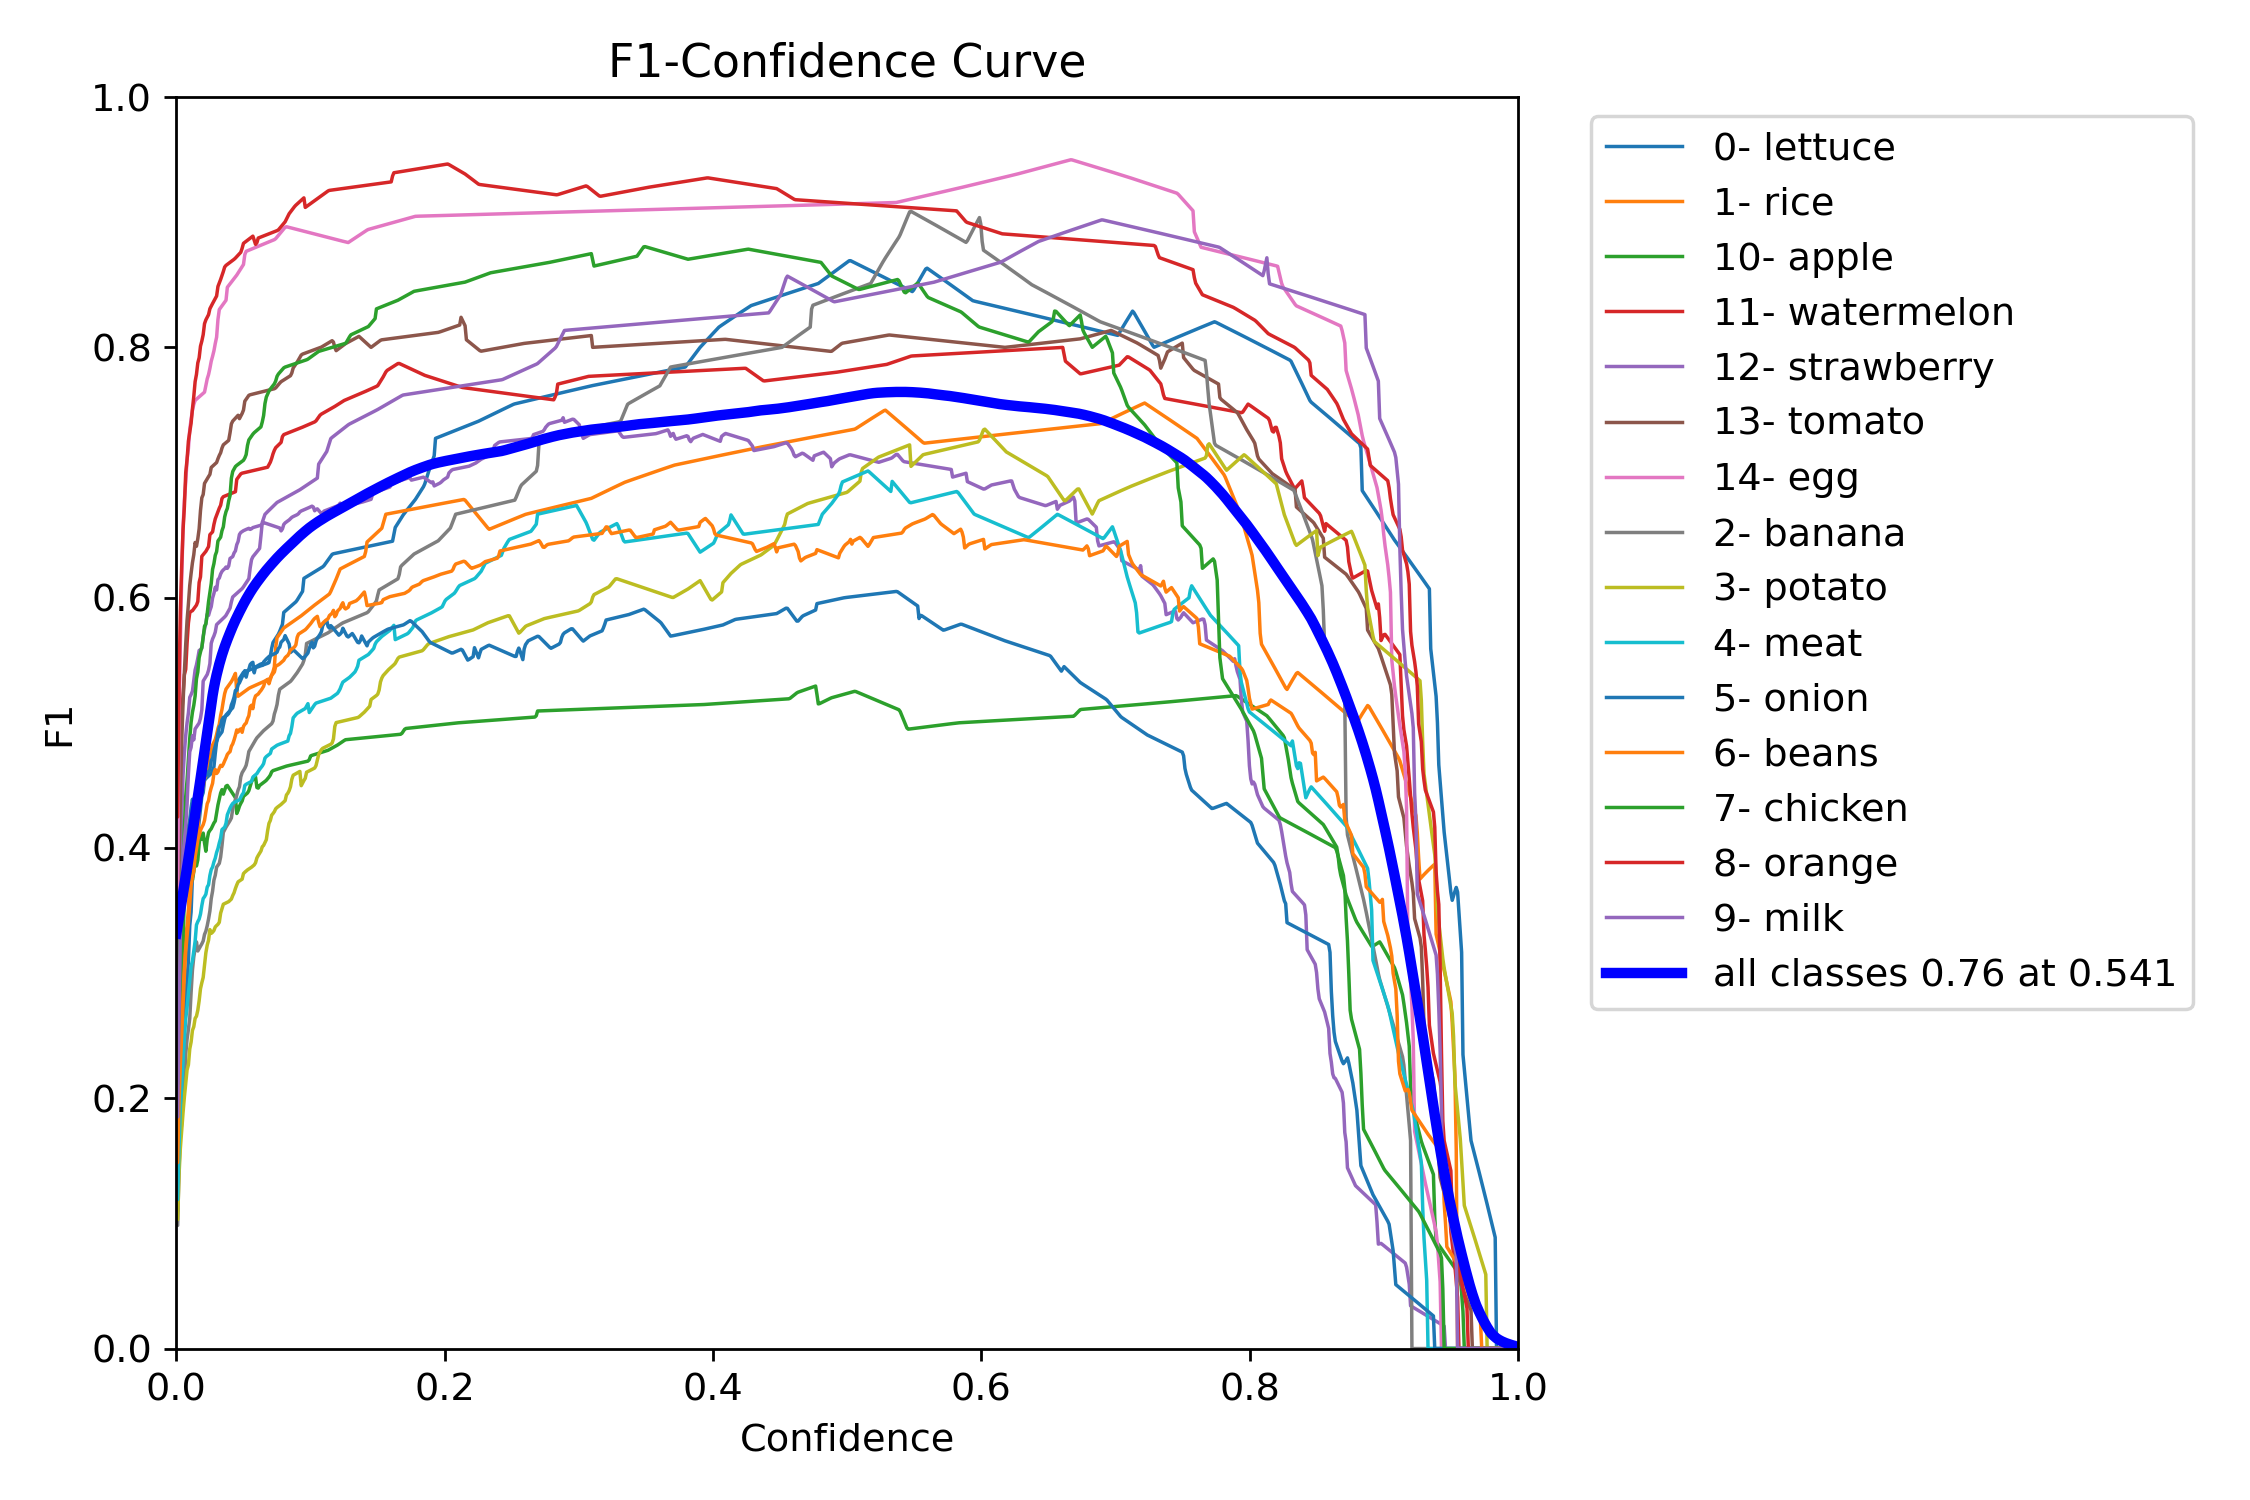 F1-Confidence Curve
1.0
0.8
0.6
0.4
0.2
0.0
F1
0.0 0.2 0.4 0.6 0.8 1.0
Confidence
0- lettuce
1- rice
10- apple
11- watermelon
12- strawberry
13- tomato
14- egg
2- banana
3- potato
4- meat
5- onion
6- beans
7- chicken
8- orange
9- milk
all classes 0.76 at 0.541